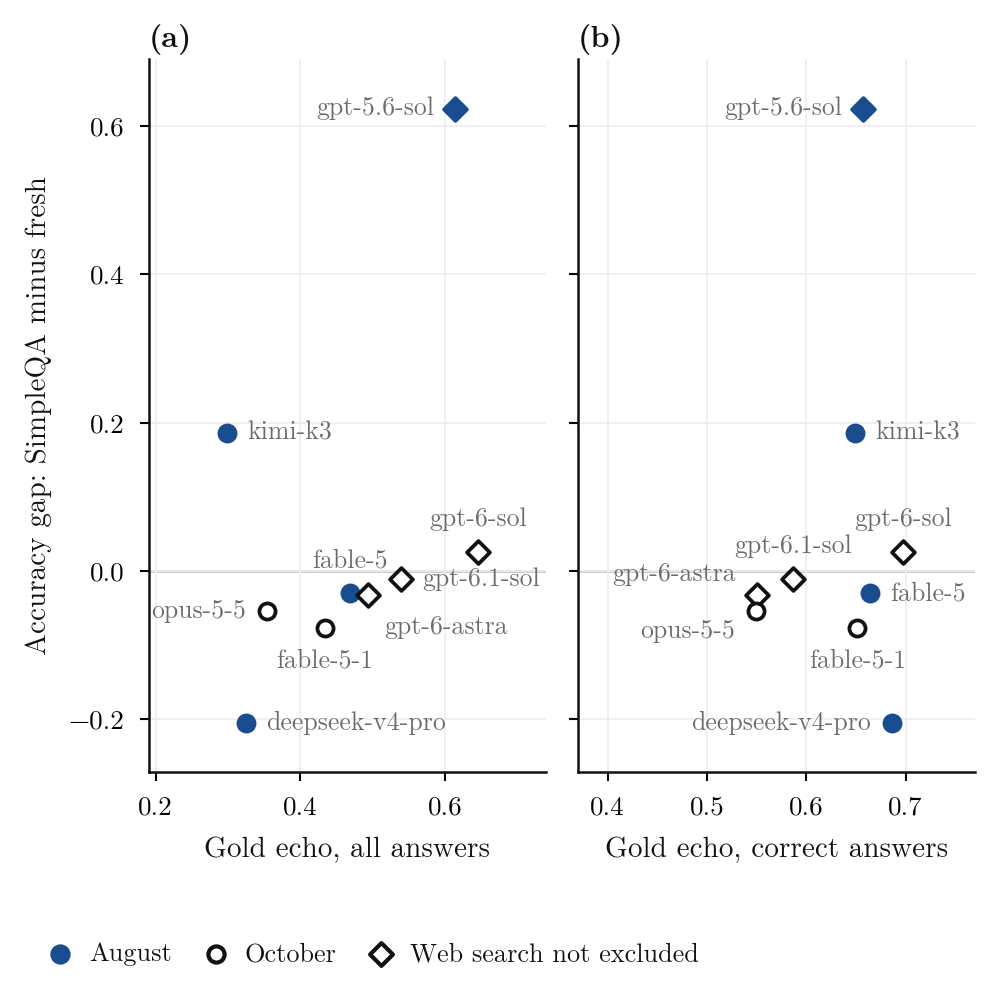 (a)
(b)
Accuracy gap: SimpleQA minus fresh
0.6
0.4
0.2
0.0
−0.2
gpt-5.6-sol
kimi-k3
gpt-6-sol
fable-5
gpt-6.1-sol
opus-5-5
gpt-6-astra
fable-5-1
deepseek-v4-pro
0.2 0.4 0.6
Gold echo, all answers
gpt-5.6-sol
kimi-k3
gpt-6-sol
gpt-6.1-sol
gpt-6-astra
fable-5
opus-5-5
fable-5-1
deepseek-v4-pro
0.4 0.5 0.6 0.7
Gold echo, correct answers
August October Web search not excluded